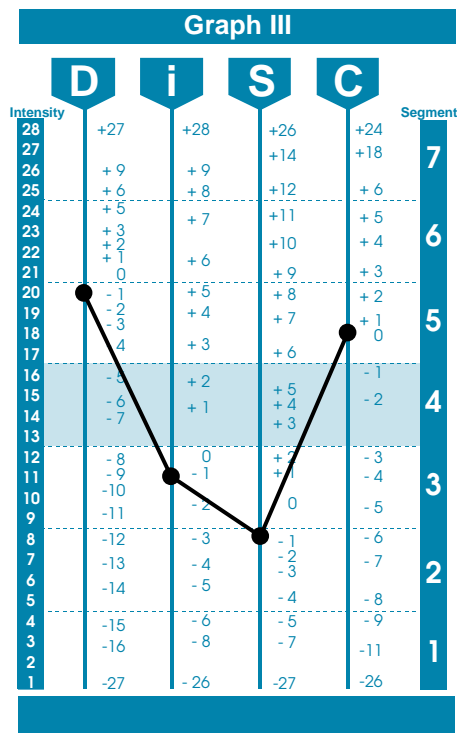 Graph III
D i S C
Intensity Segment
28 +27 +28 +26 +24
27 +14 +18 7
26 + 9 + 9
25 + 6 + 8 +12 + 6
24 + 5 + 7 +11 + 5
23 + 3 6
22 + 2 +10 + 4
+ 1 + 6
21 0 + 9 + 3
20 - 1 + 5 + 8 + 2
19 - 2 + 4 + 7 + 1 5
18 - 3 0
17 4 + 3 + 6
16 - 5 + 2 - 1
15 - 6 + 1 + 5 - 2 4
14 - 7 + 4
13 + 3
12 - 8 0 + 2 - 3
11 - 9 - 1 + 1 - 4 3
10 -10 - 2 0 - 5
9 -11
8 -12 - 3 - 1 - 6
7 -13 - 4 - 2 - 7 2
6 -14 - 5 - 3
5 - 4 - 8
4 -15 - 6 - 5 - 9
3 -16 - 8 - 7 -11 1
2
1 -27 - 26 -27 -26